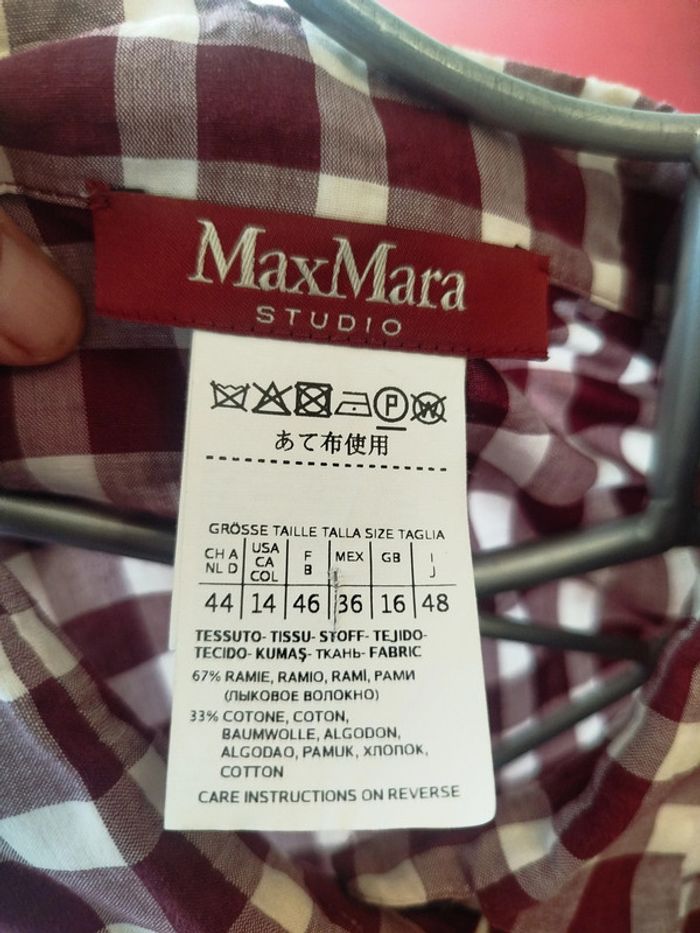 MaxMara
STUDIO
P W
あて布使用
GRÖSSE TAILLE TALLA SIZE TAGLIA
CH A NL D USA CA COL F B MEX GB I J
44 14 46 36 16 48
TESSUTO- TISSU- STOFF- TEJIDO-
TECIDO- KUMAŞ- ТКАНЬ- FABRIC
67% RAMIE, RAMIO, RAMÍ, РАМИ
(ЛЫКОВОЕ ВОЛОКНО)
33% COTONE, COTON,
BAUMWOLLE, ALGODON,
ALGODAO, PAMUK, ХЛОПОК,
COTTON
CARE INSTRUCTIONS ON REVERSE